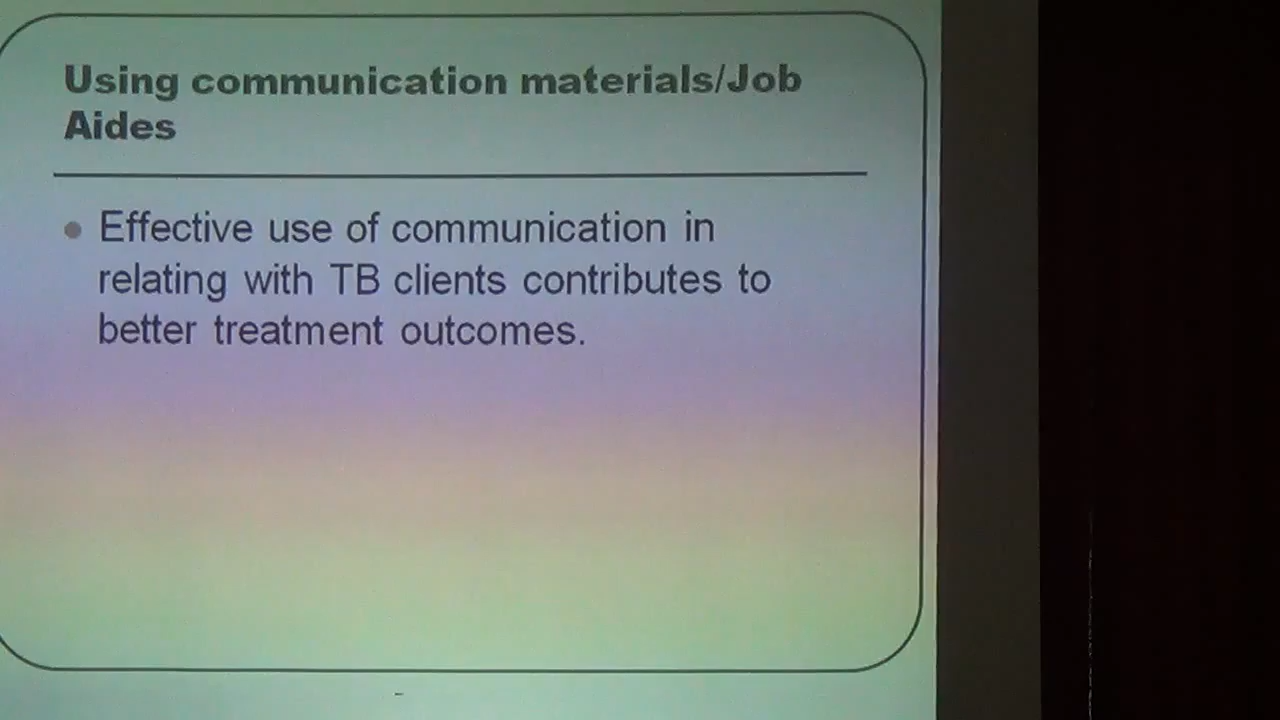 Using communication materials/Job
Aides
Effective use of communication in
relating with TB clients contributes to
better treatment outcomes.